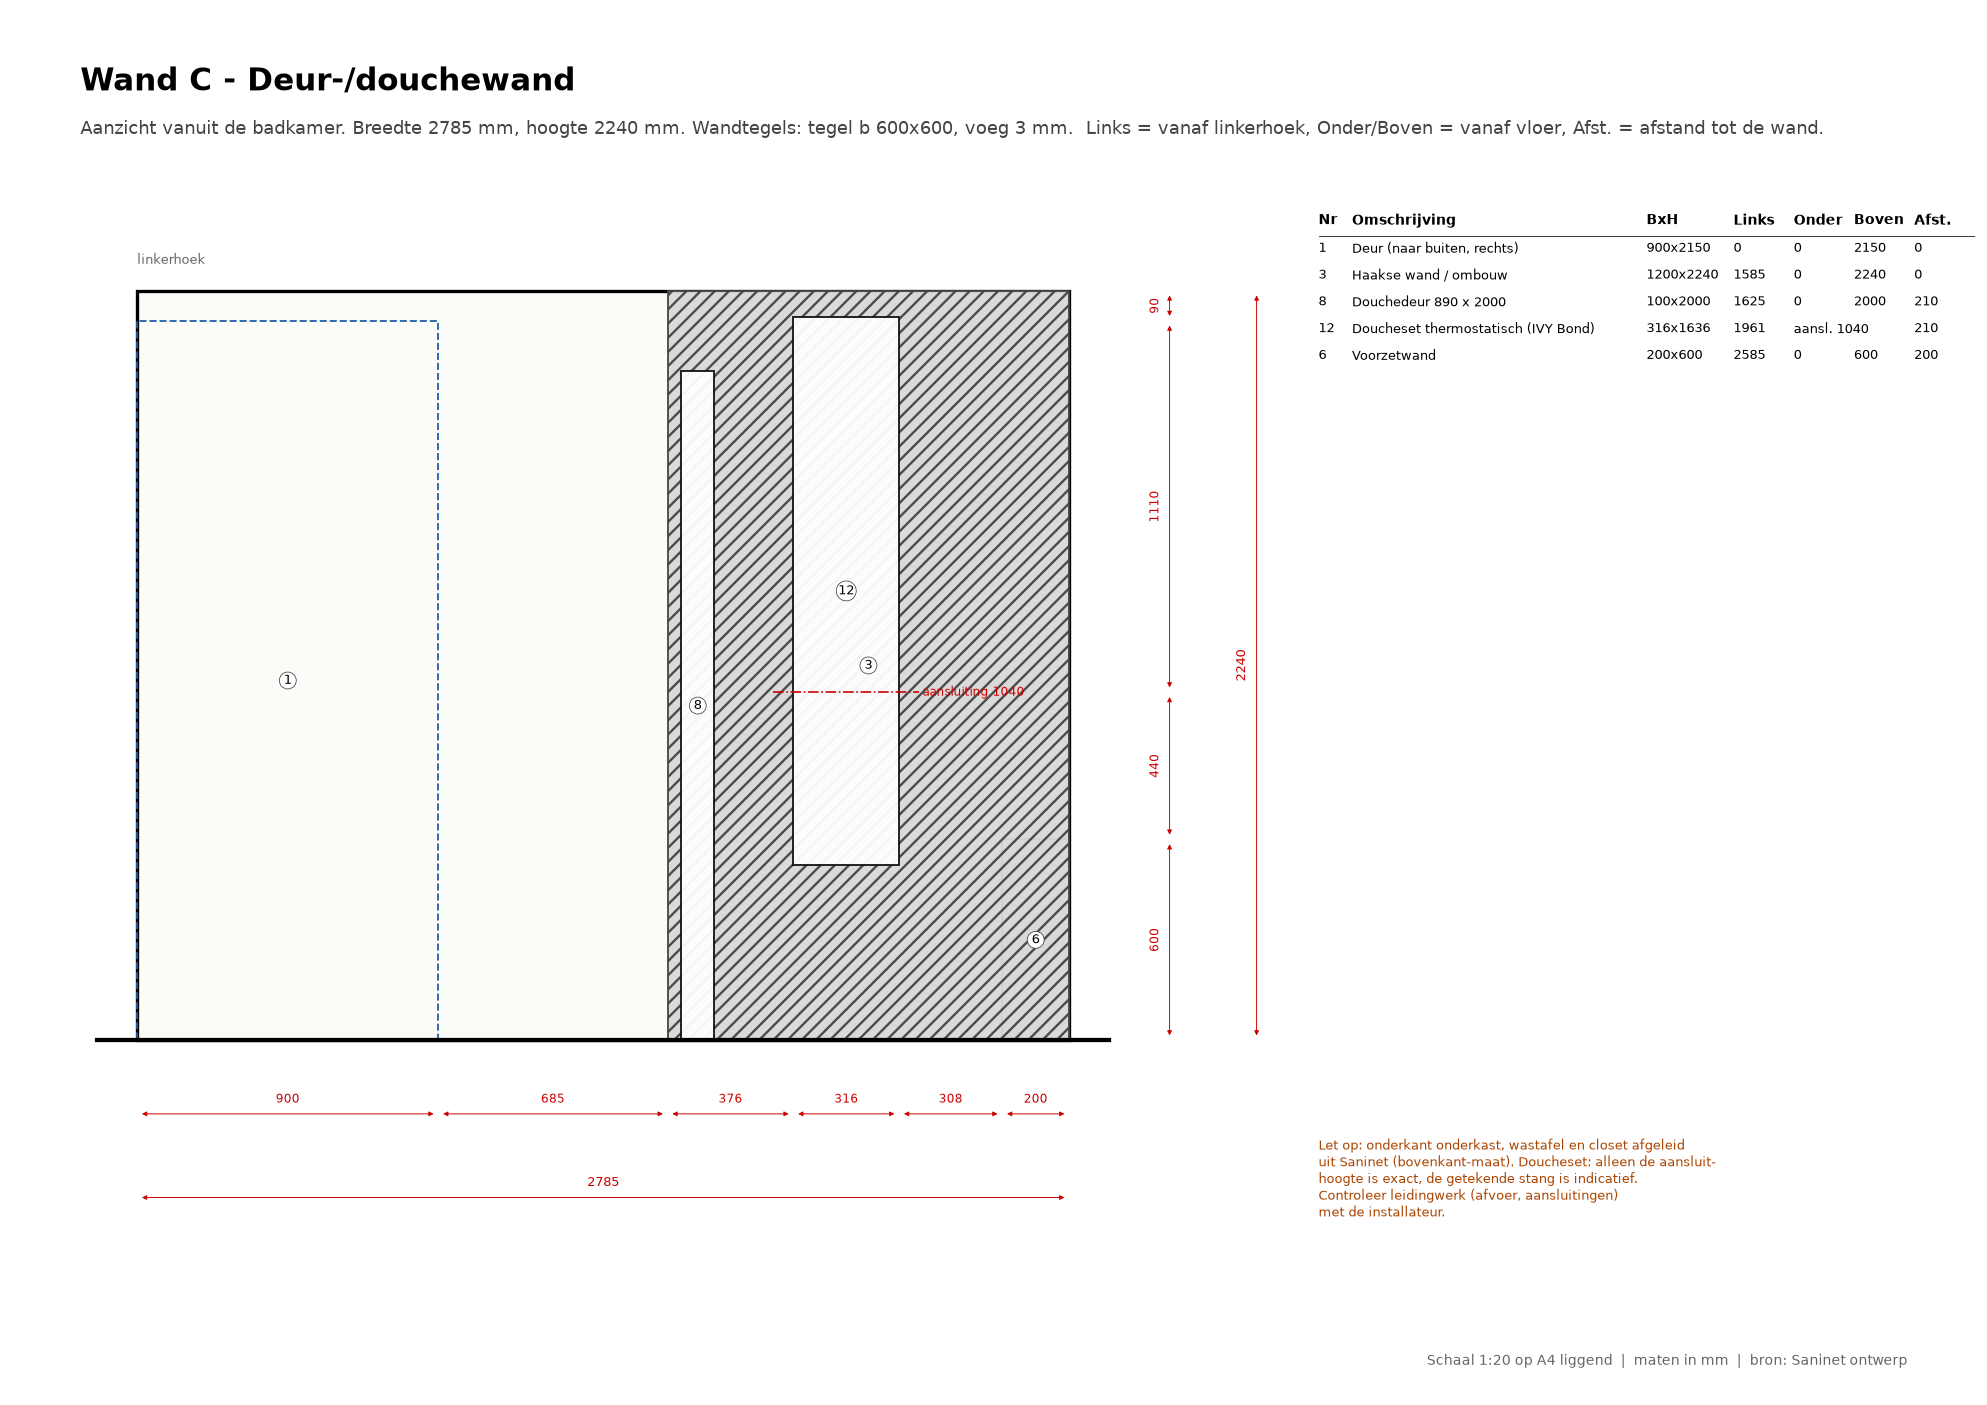 Wand C - Deur-/douchewand
Aanzicht vanuit de badkamer. Breedte 2785 mm, hoogte 2240 mm. Wandtegels: tegel b 600x600, voeg 3 mm.  Links = vanaf linkerhoek, Onder/Boven = vanaf vloer, Afst. = afstand tot de wand.
Nr Omschrijving BxH Links Onder Boven Afst.
1 Deur (naar buiten, rechts) 900x2150 0 0 2150 0
3 Haakse wand / ombouw 1200x2240 1585 0 2240 0
8 Douchedeur 890 x 2000 100x2000 1625 0 2000 210
12 Doucheset thermostatisch (IVY Bond) 316x1636 1961 aansl. 1040 210
6 Voorzetwand 200x600 2585 0 600 200
linkerhoek
90
1110
440
600
2240
12
3
1
aansluiting 1040
8
6
900 685 376 316 308 200
2785
Let op: onderkant onderkast, wastafel en closet afgeleid
uit Saninet (bovenkant-maat). Doucheset: alleen de aansluit-
hoogte is exact, de getekende stang is indicatief.
Controleer leidingwerk (afvoer, aansluitingen)
met de installateur.
Schaal 1:20 op A4 liggend | maten in mm | bron: Saninet ontwerp